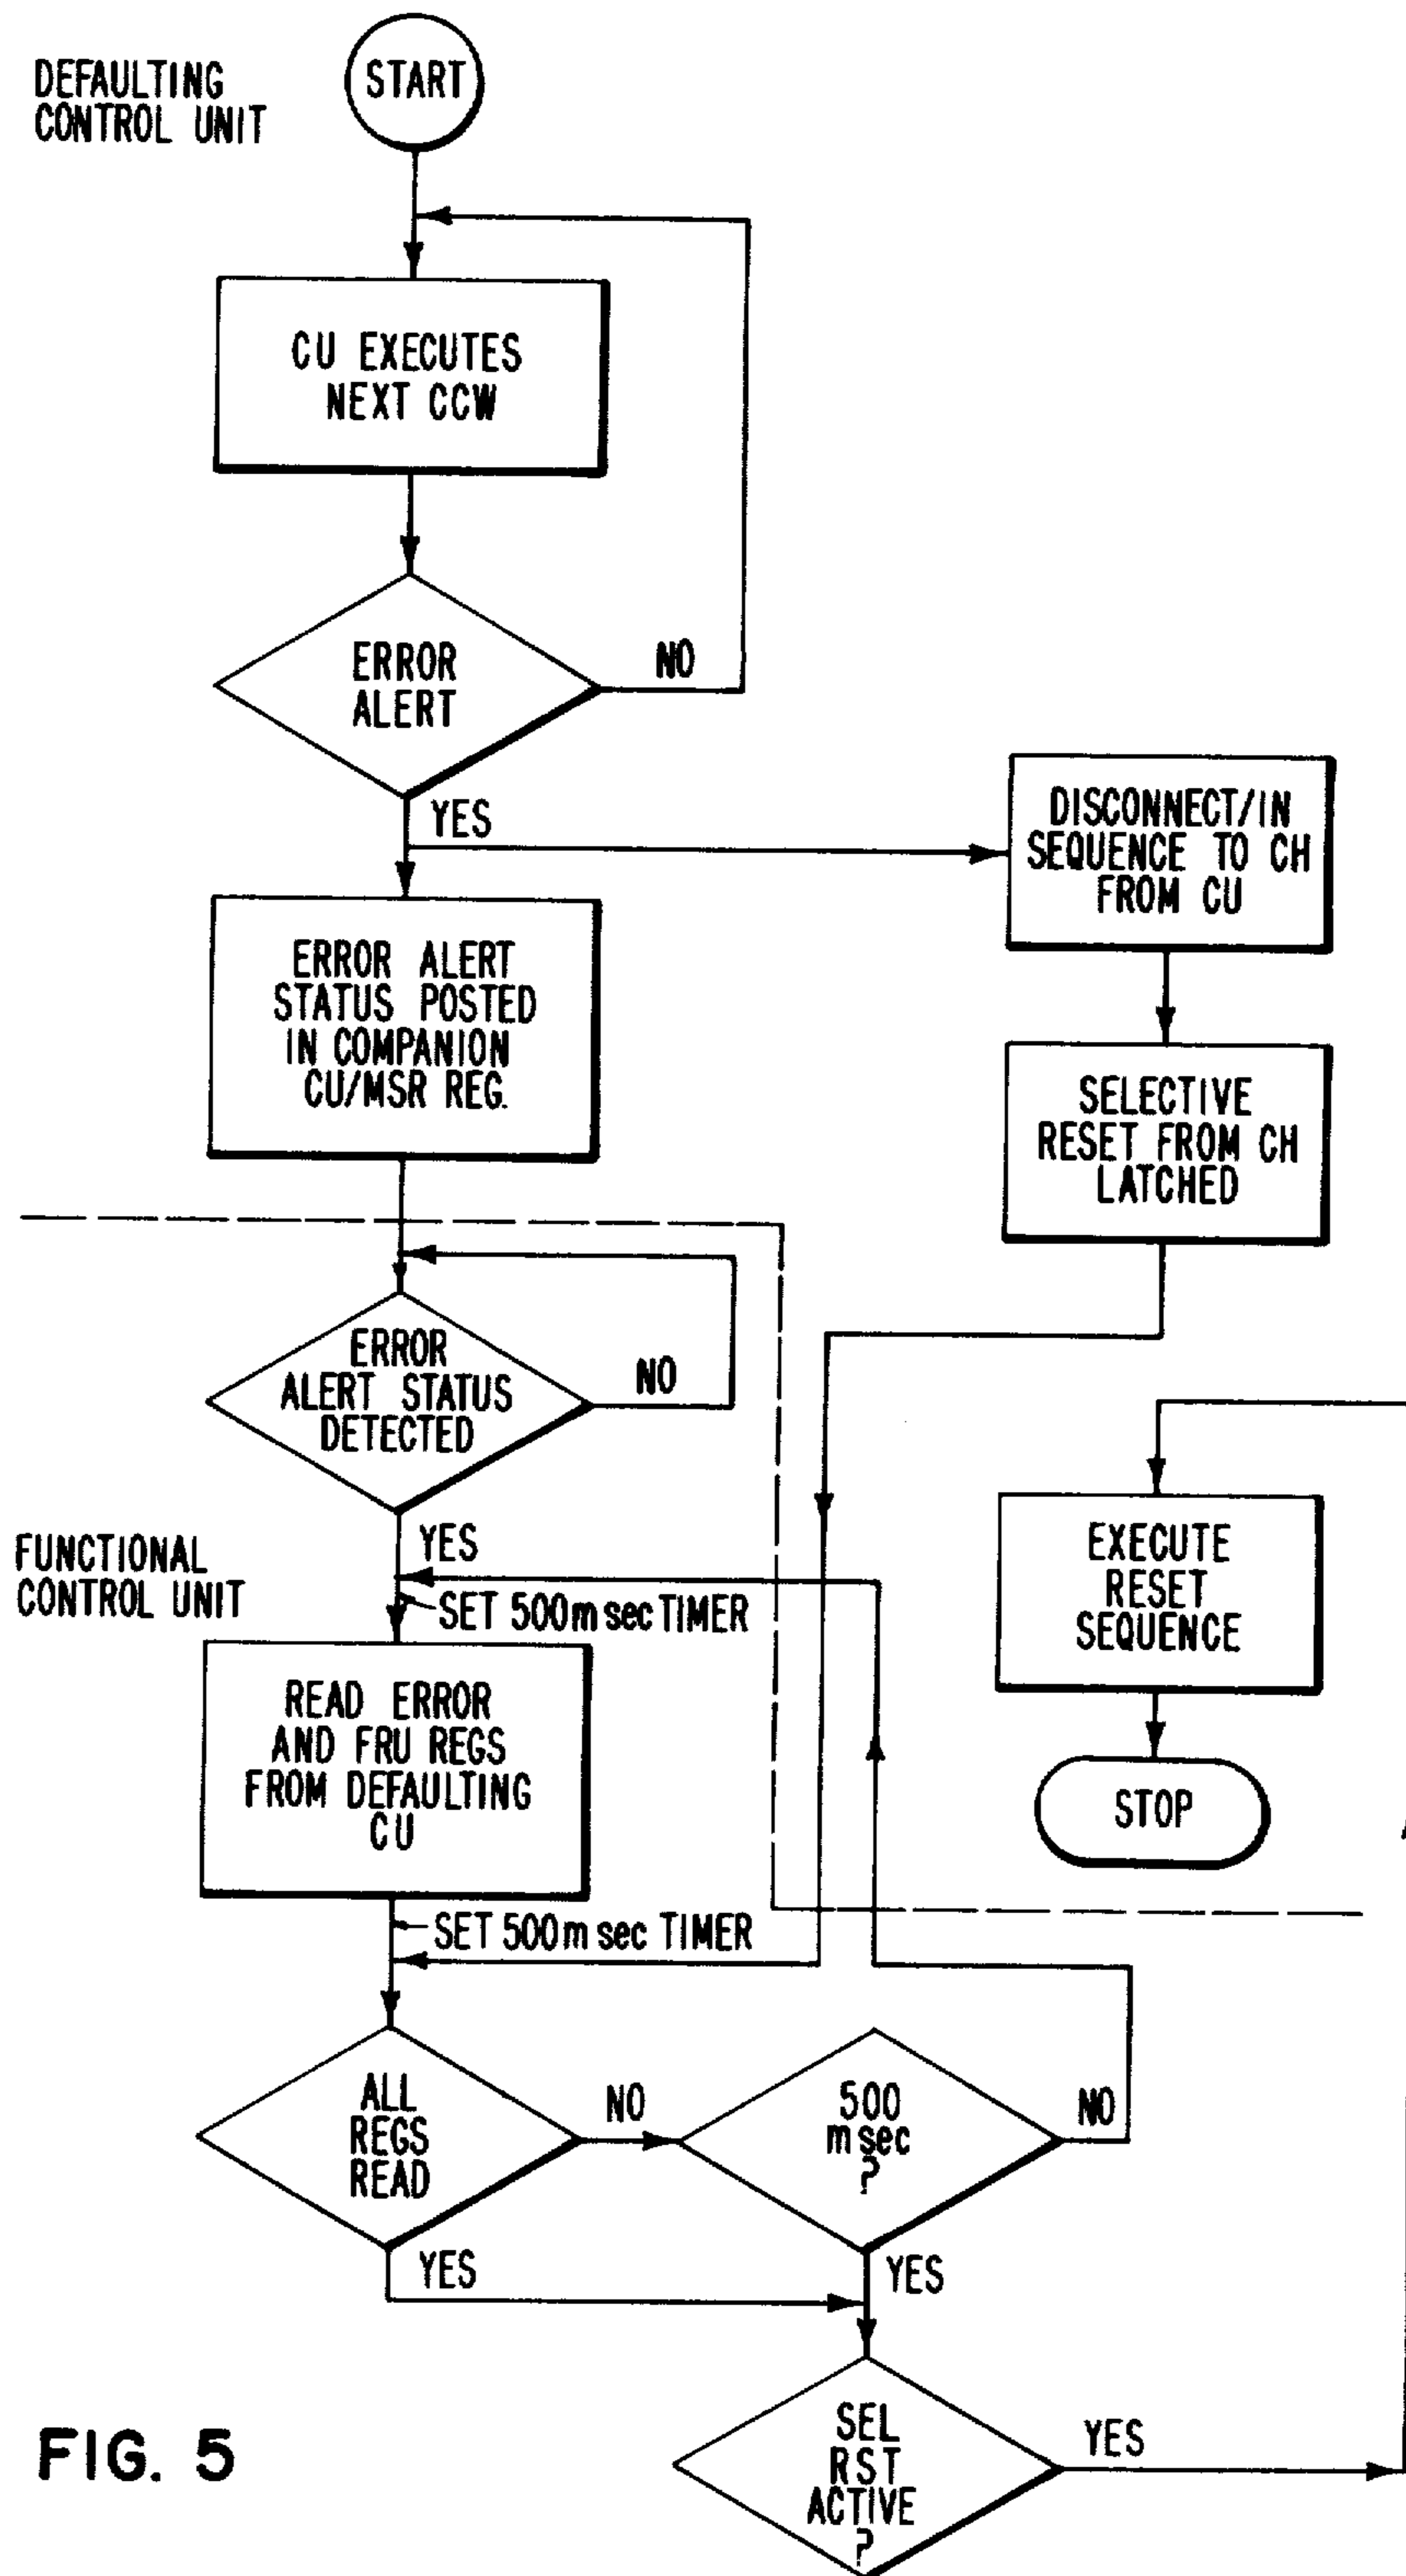 DEFAULTING
CONTROL UNIT
START
CU EXECUTES
NEXT CCW
ERROR
ALERT
NO
YES
DISCONNECT/IN
SEQUENCE TO CH
FROM CU
ERROR ALERT
STATUS POSTED
IN COMPANION
CU/MSR REG.
SELECTIVE
RESET FROM CH
LATCHED
ERROR
ALERT STATUS
DETECTED
NO
YES
FUNCTIONAL
CONTROL UNIT
SET 500 m sec TIMER
EXECUTE
RESET
SEQUENCE
READ ERROR
AND FRU REGS
FROM DEFAULTING
CU
STOP
SET 500 m sec TIMER
ALL
REGS
READ
NO
500
m sec
?
NO
YES
YES
SEL
RST
ACTIVE
?
YES
FIG. 5